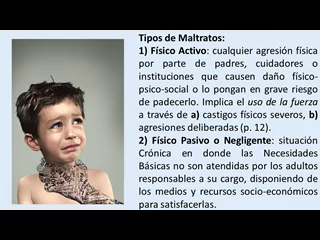 Tipos de Maltratos:
1) Físico Activo: cualquier agresión física
por parte de padres, cuidadores o
instituciones que causen daño físico-
psico-social o lo pongan en grave riesgo
de padecerlo. Implica el uso de la fuerza
a través de a) castigos físicos severos, b)
agresiones deliberadas (p. 12).
2) Físico Pasivo o Negligente: situación
Crónica en donde las Necesidades
Básicas no son atendidas por los adultos
responsables a su cargo, disponiendo de
los medios y recursos socio-económicos
para satisfacerlas.